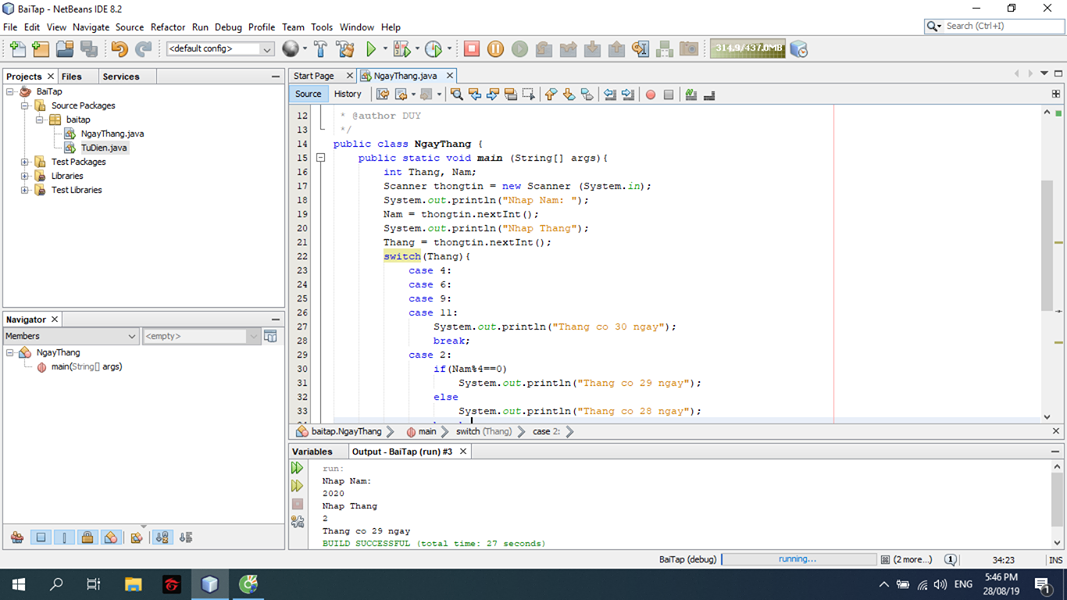 BaiTap - NetBeans IDE 8.2
File Edit View Navigate Source Refactor Run Debug Profile Team Tools Window Help
Search (Ctrl+I)
<default config>
314.9/437.0MB
Projects Files Services
BaiTap
Source Packages
baitap
NgayThang.java
TuDien.java
Test Packages
Libraries
Test Libraries
Navigator
Members <empty>
NgayThang
main(String[] args)
Start Page NgayThang.java
Source History
12 * @author DUY
13 */
14 public class NgayThang {
15 public static void main (String[] args){
16 int Thang, Nam;
17 Scanner thongtin = new Scanner (System.in);
18 System.out.println("Nhap Nam: ");
19 Nam = thongtin.nextInt();
20 System.out.println("Nhap Thang");
21 Thang = thongtin.nextInt();
22 switch(Thang){
23 case 4:
24 case 6:
25 case 9:
26 case 11:
27 System.out.println("Thang co 30 ngay");
28 break;
29 case 2:
30 if(Nam%4==0)
31 System.out.println("Thang co 29 ngay");
32 else
33 System.out.println("Thang co 28 ngay");
baitap.NgayThang main switch (Thang) case 2:
Variables Output - BaiTap (run) #3
run:
Nhap Nam:
2020
Nhap Thang
2
Thang co 29 ngay
BUILD SUCCESSFUL (total time: 27 seconds)
BaiTap (debug) running... (2 more...) 1 34:23 INS
ENG 5:46 PM
28/08/19 1